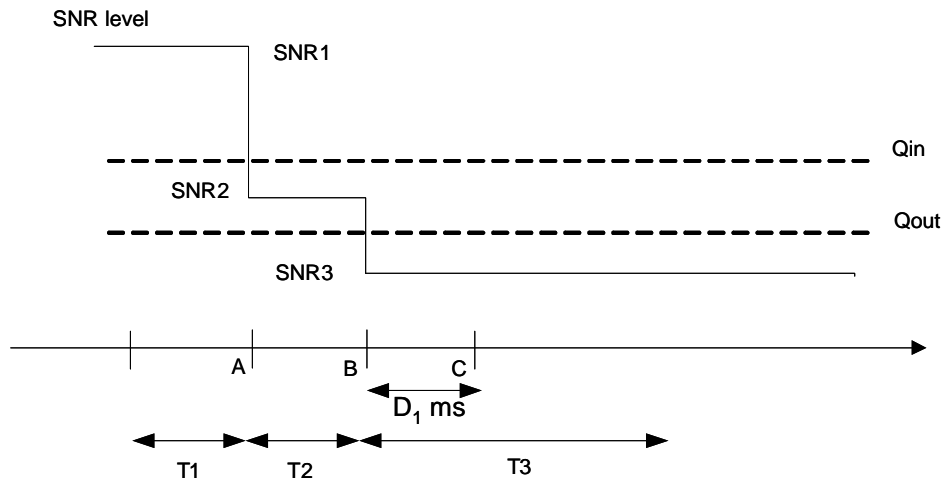 SNR level
SNR1
Qin
SNR2
Qout
SNR3
A
B
C
D1 ms
T1
T2
T3